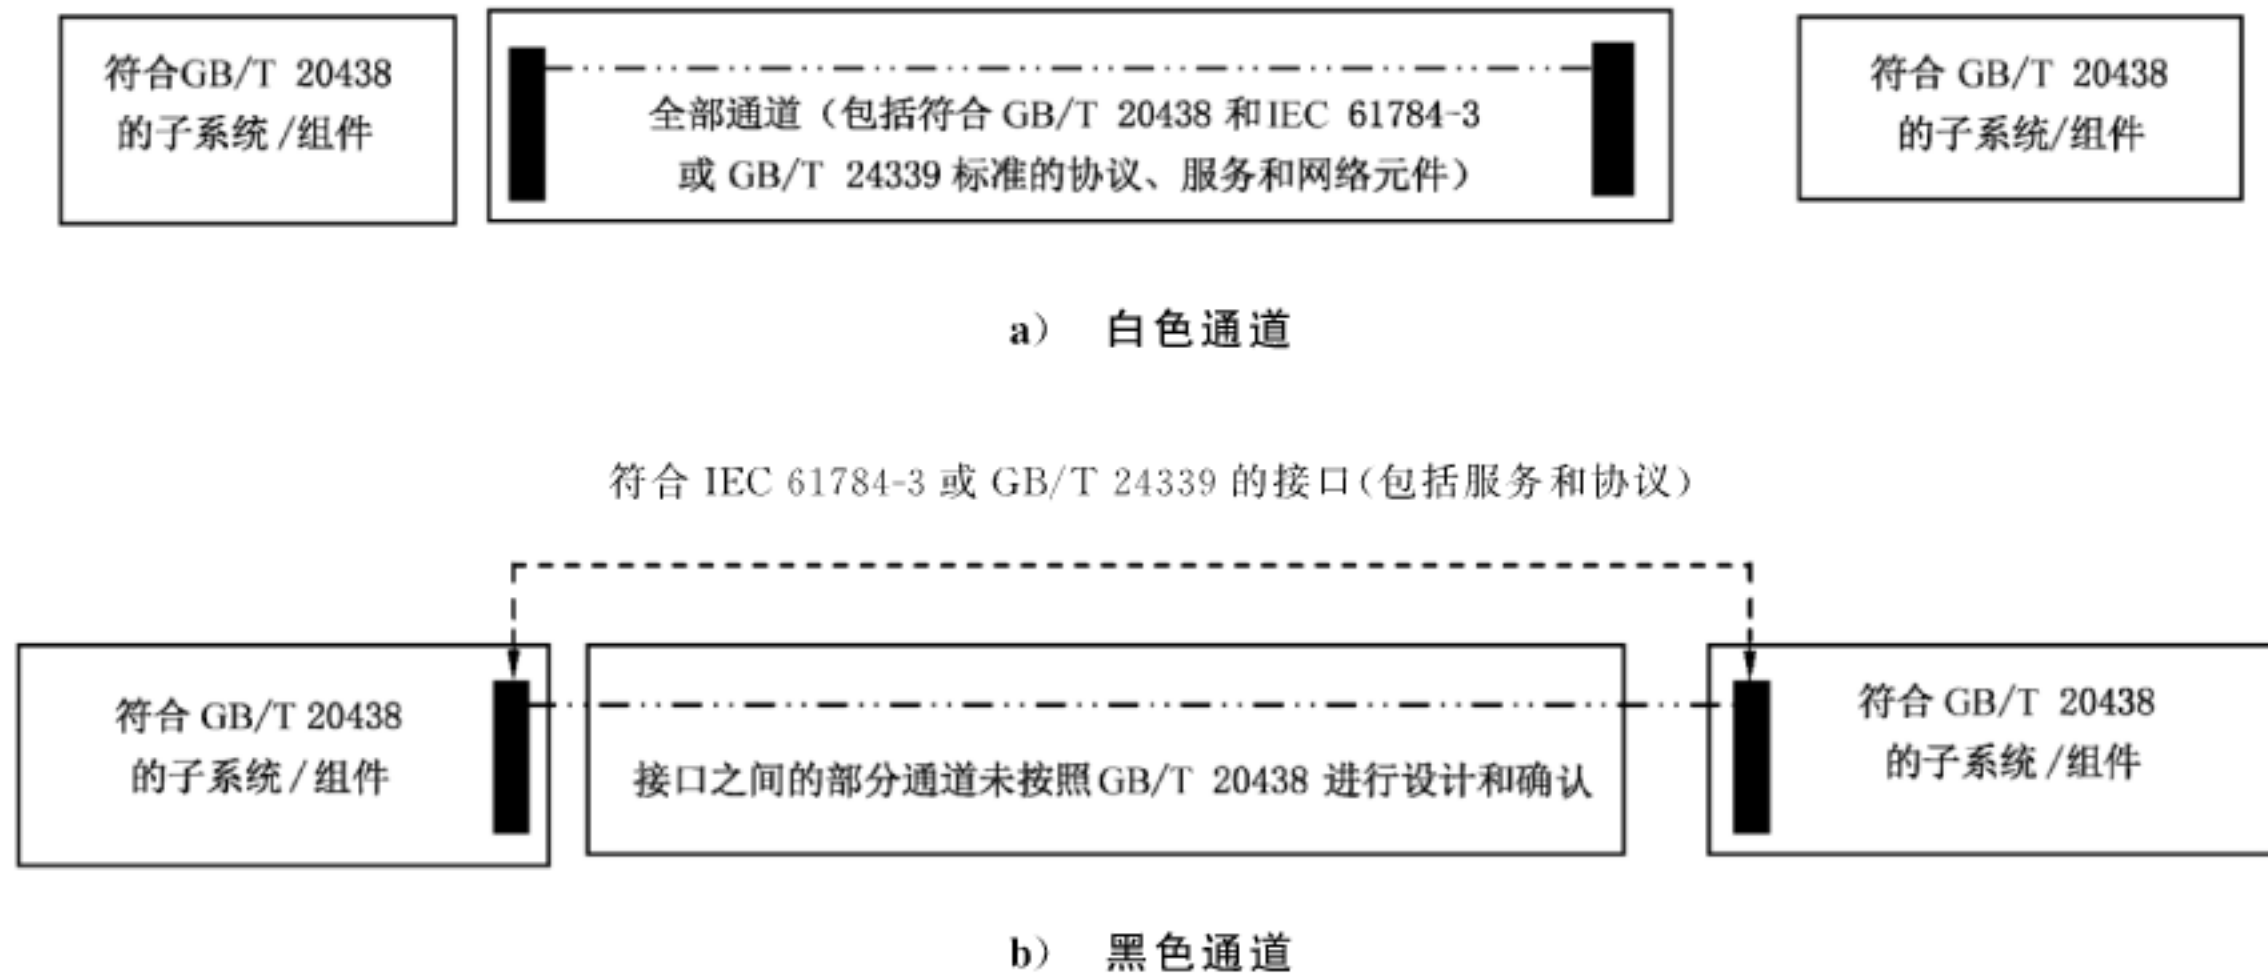 符合GB/T 20438
的子系统/组件
全部通道（包括符合 GB/T 20438 和IEC 61784-3
或 GB/T 24339 标准的协议、服务和网络元件）
符合 GB/T 20438
的子系统/组件
a) 白色通道
符合 IEC 61784-3 或 GB/T 24339 的接口(包括服务和协议)
符合 GB/T 20438
的子系统/组件
接口之间的部分通道未按照GB/T 20438 进行设计和确认
符合 GB/T 20438
的子系统/组件
b) 黑色通道